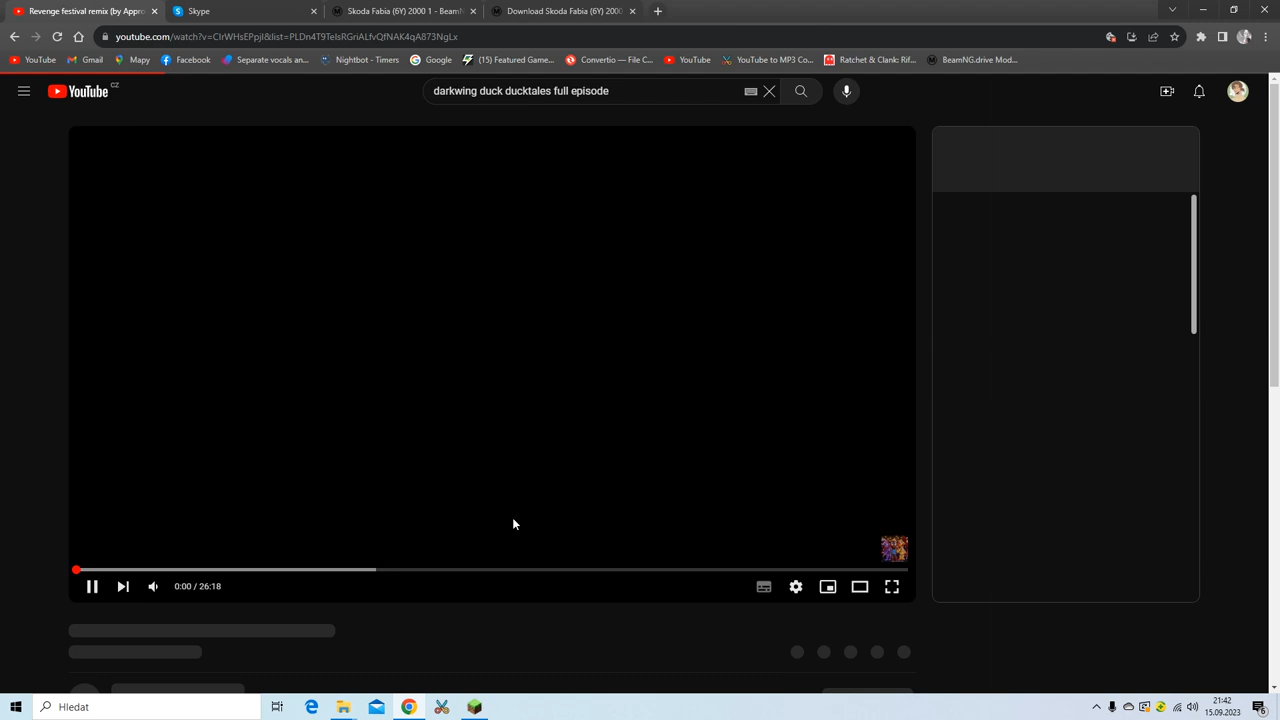 Revenge festival remix (by Appro
Skype
Skoda Fabia (6Y) 2000 1 - Beam
Download Skoda Fabia (6Y) 2000
youtube.com/watch?v=CIrWHsEPpjI&list=PLDn4T9TelsRGriALfvQfNAK4qA873NgLx
YouTube
Gmail
Mapy
Facebook
Separate vocals an...
Nightbot - Timers
Google
(15) Featured Game...
Convertio — File C...
YouTube
YouTube to MP3 Co...
Ratchet & Clank: Rif...
BeamNG.drive Mod...
YouTube CZ
darkwing duck ducktales full episode
0:00 / 26:18
Hledat
21:42
15.09.2023
6